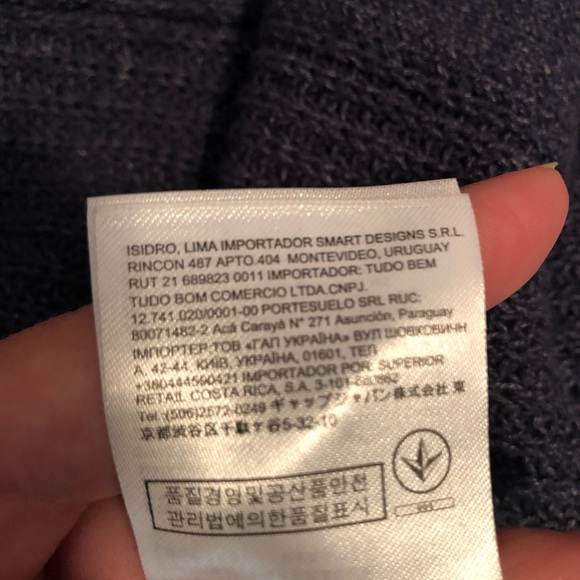 ISIDRO, LIMA IMPORTADOR SMART DESIGNS S.R.L.
RINCON 487 APTO.404 MONTEVIDEO, URUGUAY
RUT 21 689823 0011 IMPORTADOR: TUDO BEM
TUDO BOM COMERCIO LTDA.CNPJ.
12.741.020/0001-00 PORTESUELO SRL RUC:
80071482-2 Acá Carayá N° 271 Asunción, Paraguay
ІМПОРТЕР ТОВ «ГАП УКРАЇНА» ВУЛ ШОВКОВИЧН
А, 42-44, КИЇВ, УКРАЇНА, 01601, ТЕЛ
+380444590421 IMPORTADO POR: SUPERIOR
RETAIL COSTA RICA, S.A. 3-101-
Tel.:(506)2572-0249 ギャップジャパン株式会社 東
京都渋谷区千駄ヶ谷5-32-10
품질경영및공산품안전
관리법에의한품질표시